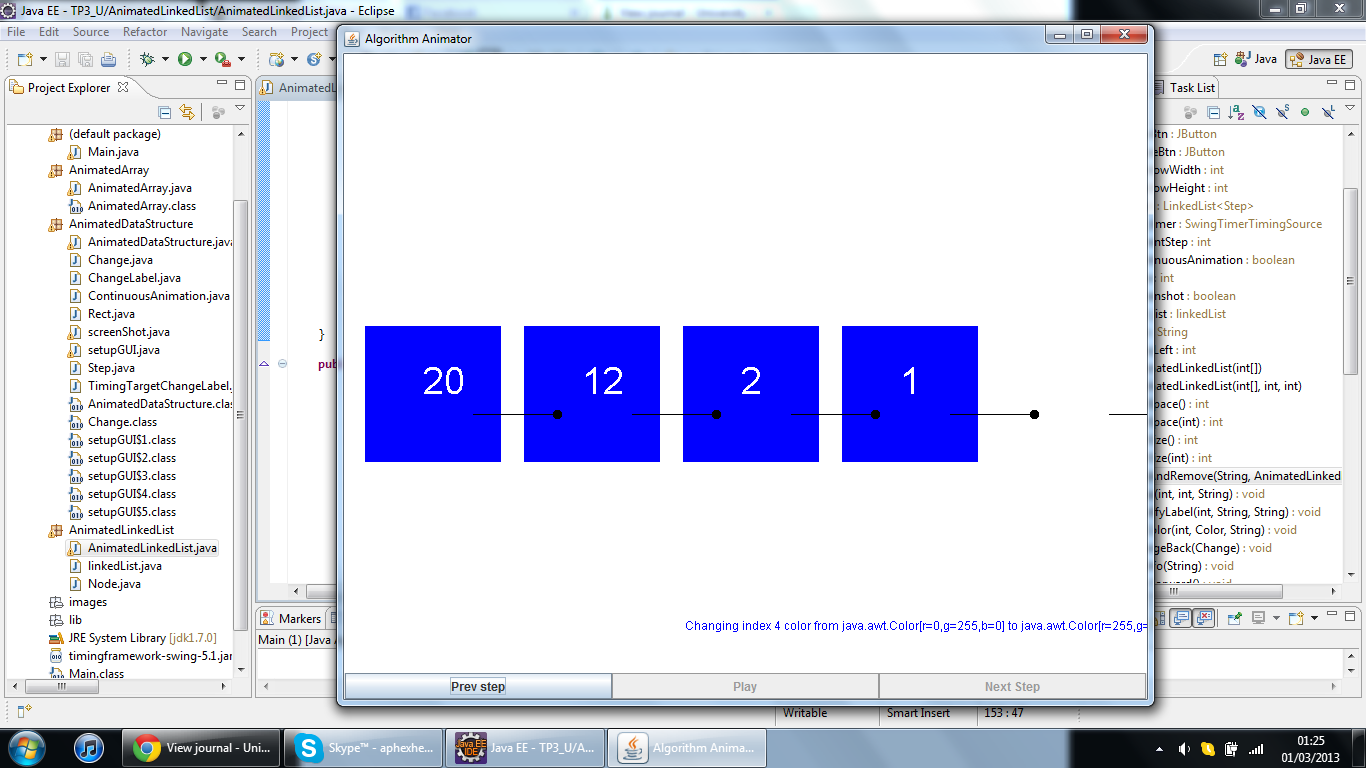 Java EE - TP3_U/AnimatedLinkedList/AnimatedLinkedList.java - Eclipse
File Edit Source Refactor Navigate Search Project
Algorithm Animator
Java Java EE
Project Explorer
AnimatedL
Task List
(default package)
Main.java
AnimatedArray
AnimatedArray.java
AnimatedArray.class
AnimatedDataStructure
AnimatedDataStructure.java
Change.java
ChangeLabel.java
ContinuousAnimation.java
Rect.java
screenShot.java
setupGUI.java
Step.java
TimingTargetChangeLabel.
AnimatedDataStructure.cla
Change.class
setupGUI$1.class
setupGUI$2.class
setupGUI$3.class
setupGUI$4.class
setupGUI$5.class
AnimatedLinkedList
AnimatedLinkedList.java
linkedList.java
Node.java
images
lib
JRE System Library [jdk1.7.0]
timingframework-swing-5.1.jar
Main.class
}
pub
20 12 2 1
Changing index 4 color from java.awt.Color[r=0,g=255,b=0] to java.awt.Color[r=255,g=
Prev step Play Next Step
Btn : JButton
eBtn : JButton
owWidth : int
owHeight : int
: LinkedList<Step>
mer : SwingTimerTimingSource
ntStep : int
nuousAnimation : boolean
: int
nshot : boolean
ist : linkedList
String
Left : int
atedLinkedList(int[])
atedLinkedList(int[], int, int)
pace() : int
pace(int) : int
ze() : int
ze(int) : int
ndRemove(String, AnimatedLinked
(int, int, String) : void
fyLabel(int, String, String) : void
olor(int, Color, String) : void
geBack(Change) : void
o(String) : void
Markers
Main (1) [Java A
Writable Smart Insert 153 : 47
View journal - Uni... Skype™ - aphexhe... Java EE - TP3_U/A... Algorithm Anima...
01:25
01/03/2013